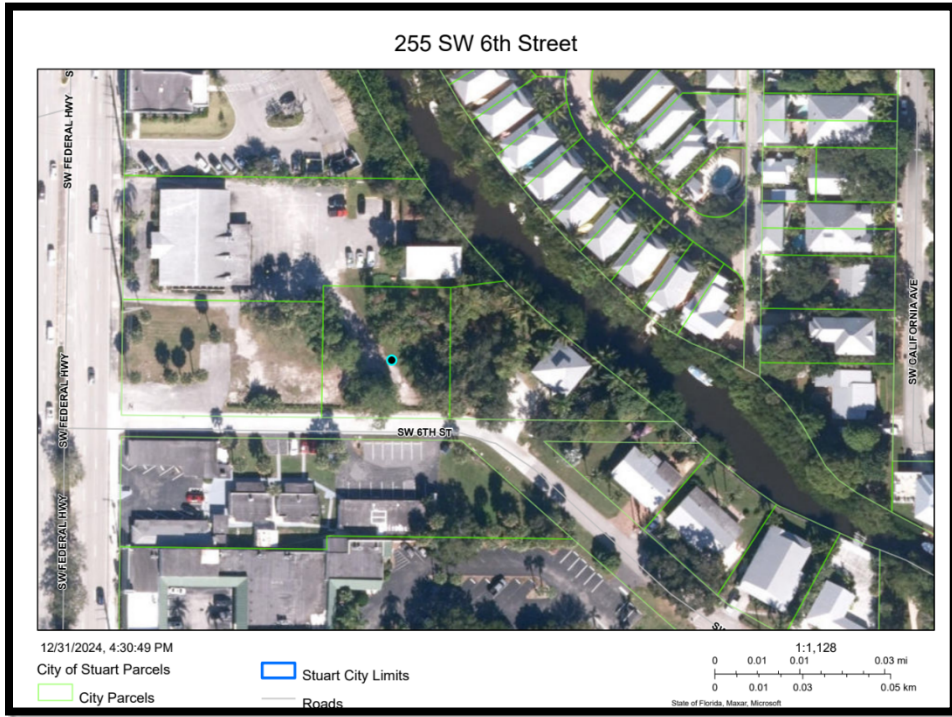 255 SW 6th Street
SW FEDERAL HWY
SW FEDERAL HWY
SW FEDERAL HWY
SW 6TH ST
SW CALIFORNIA AVE
12/31/2024, 4:30:49 PM
City of Stuart Parcels
City Parcels
Stuart City Limits
Roads
1:1,128
0 0.01 0.01 0.03 mi
0 0.01 0.03 0.05 km
State of Florida, Maxar, Microsoft